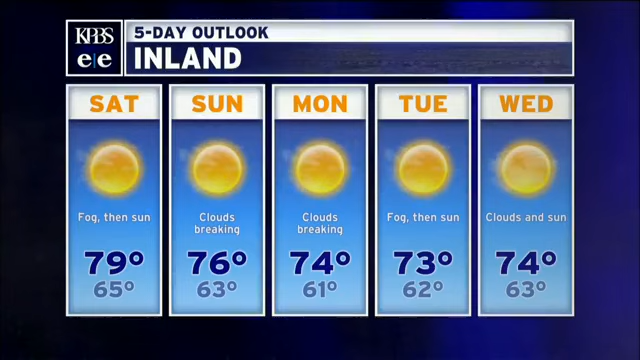 KPBS
e|e
5-DAY OUTLOOK
INLAND
SAT
Fog, then sun
79°
65°
SUN
Clouds
breaking
76°
63°
MON
Clouds
breaking
74°
61°
TUE
Fog, then sun
73°
62°
WED
Clouds and sun
74°
63°